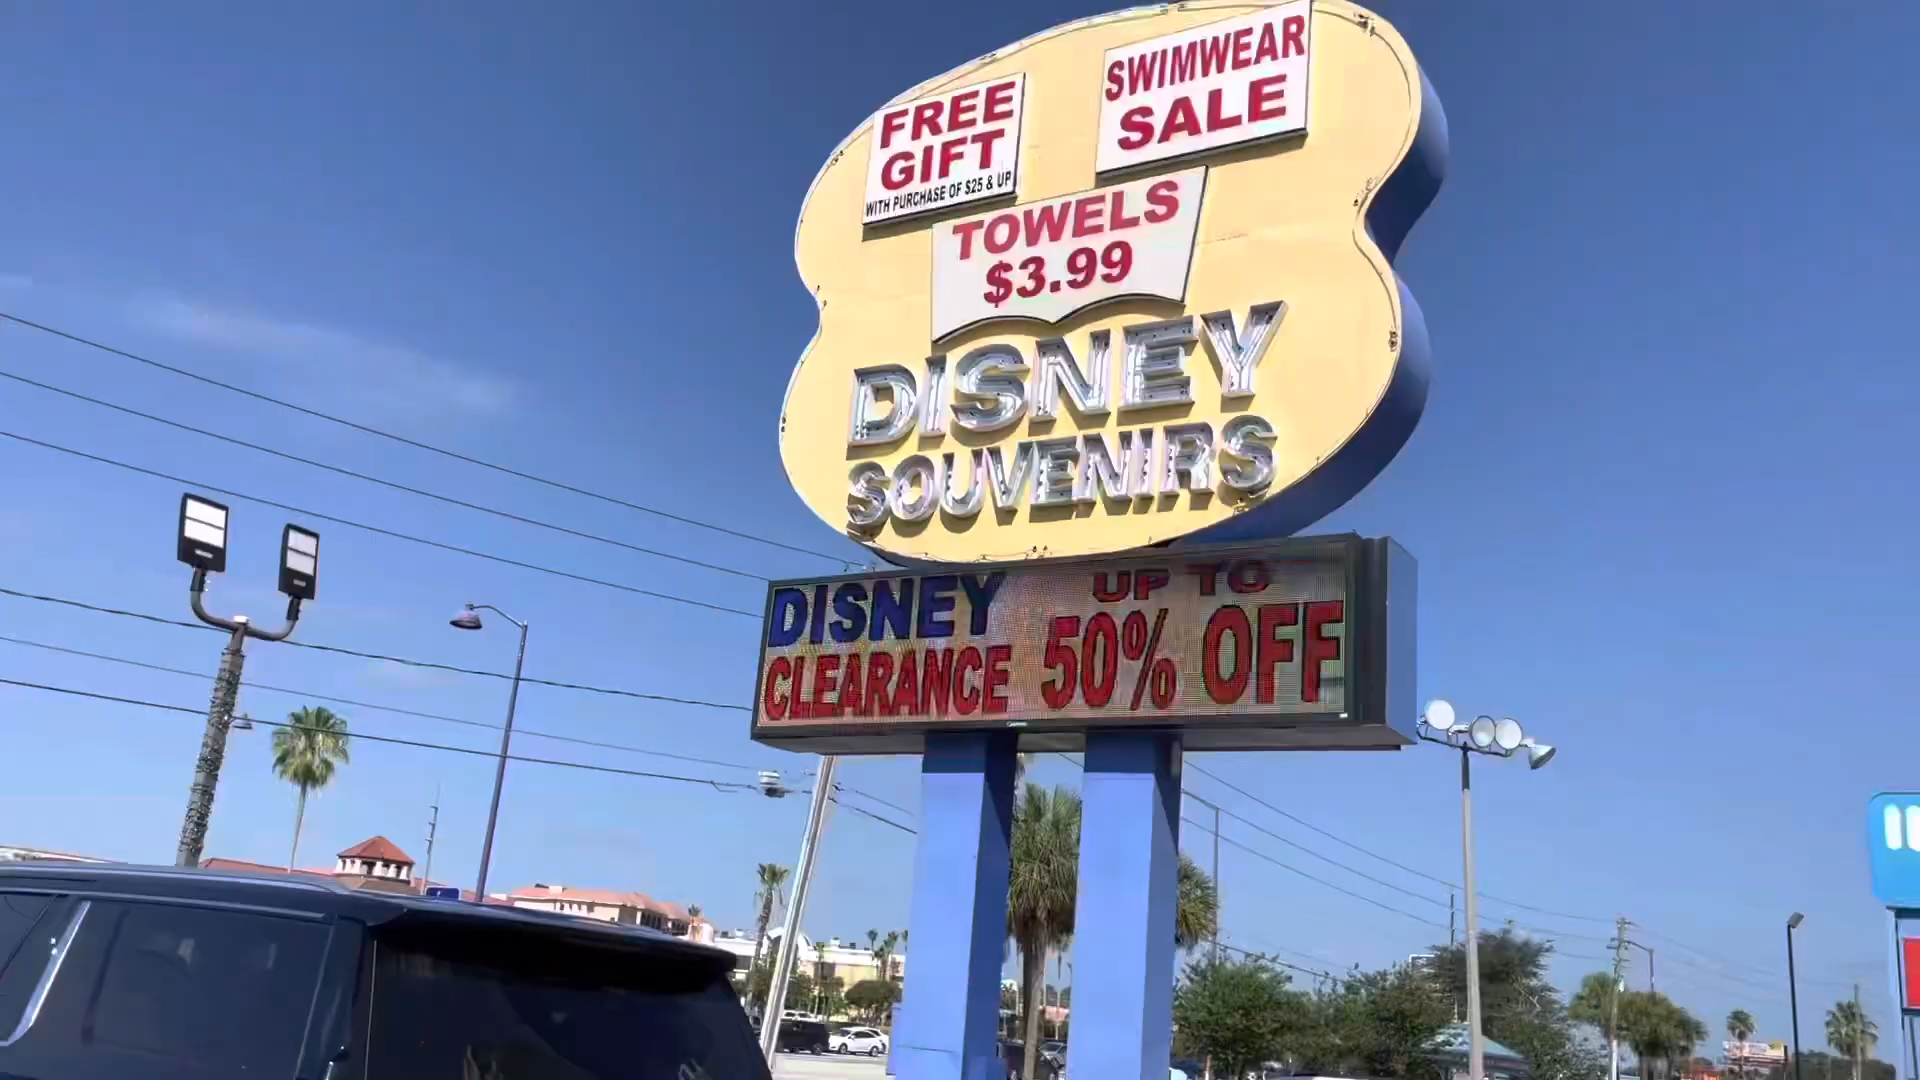 FREE
GIFT
WITH PURCHASE OF $25 & UP
SWIMWEAR
SALE
TOWELS
$3.99
DISNEY
SOUVENIRS
DISNEY
CLEARANCE
UP TO
50% OFF